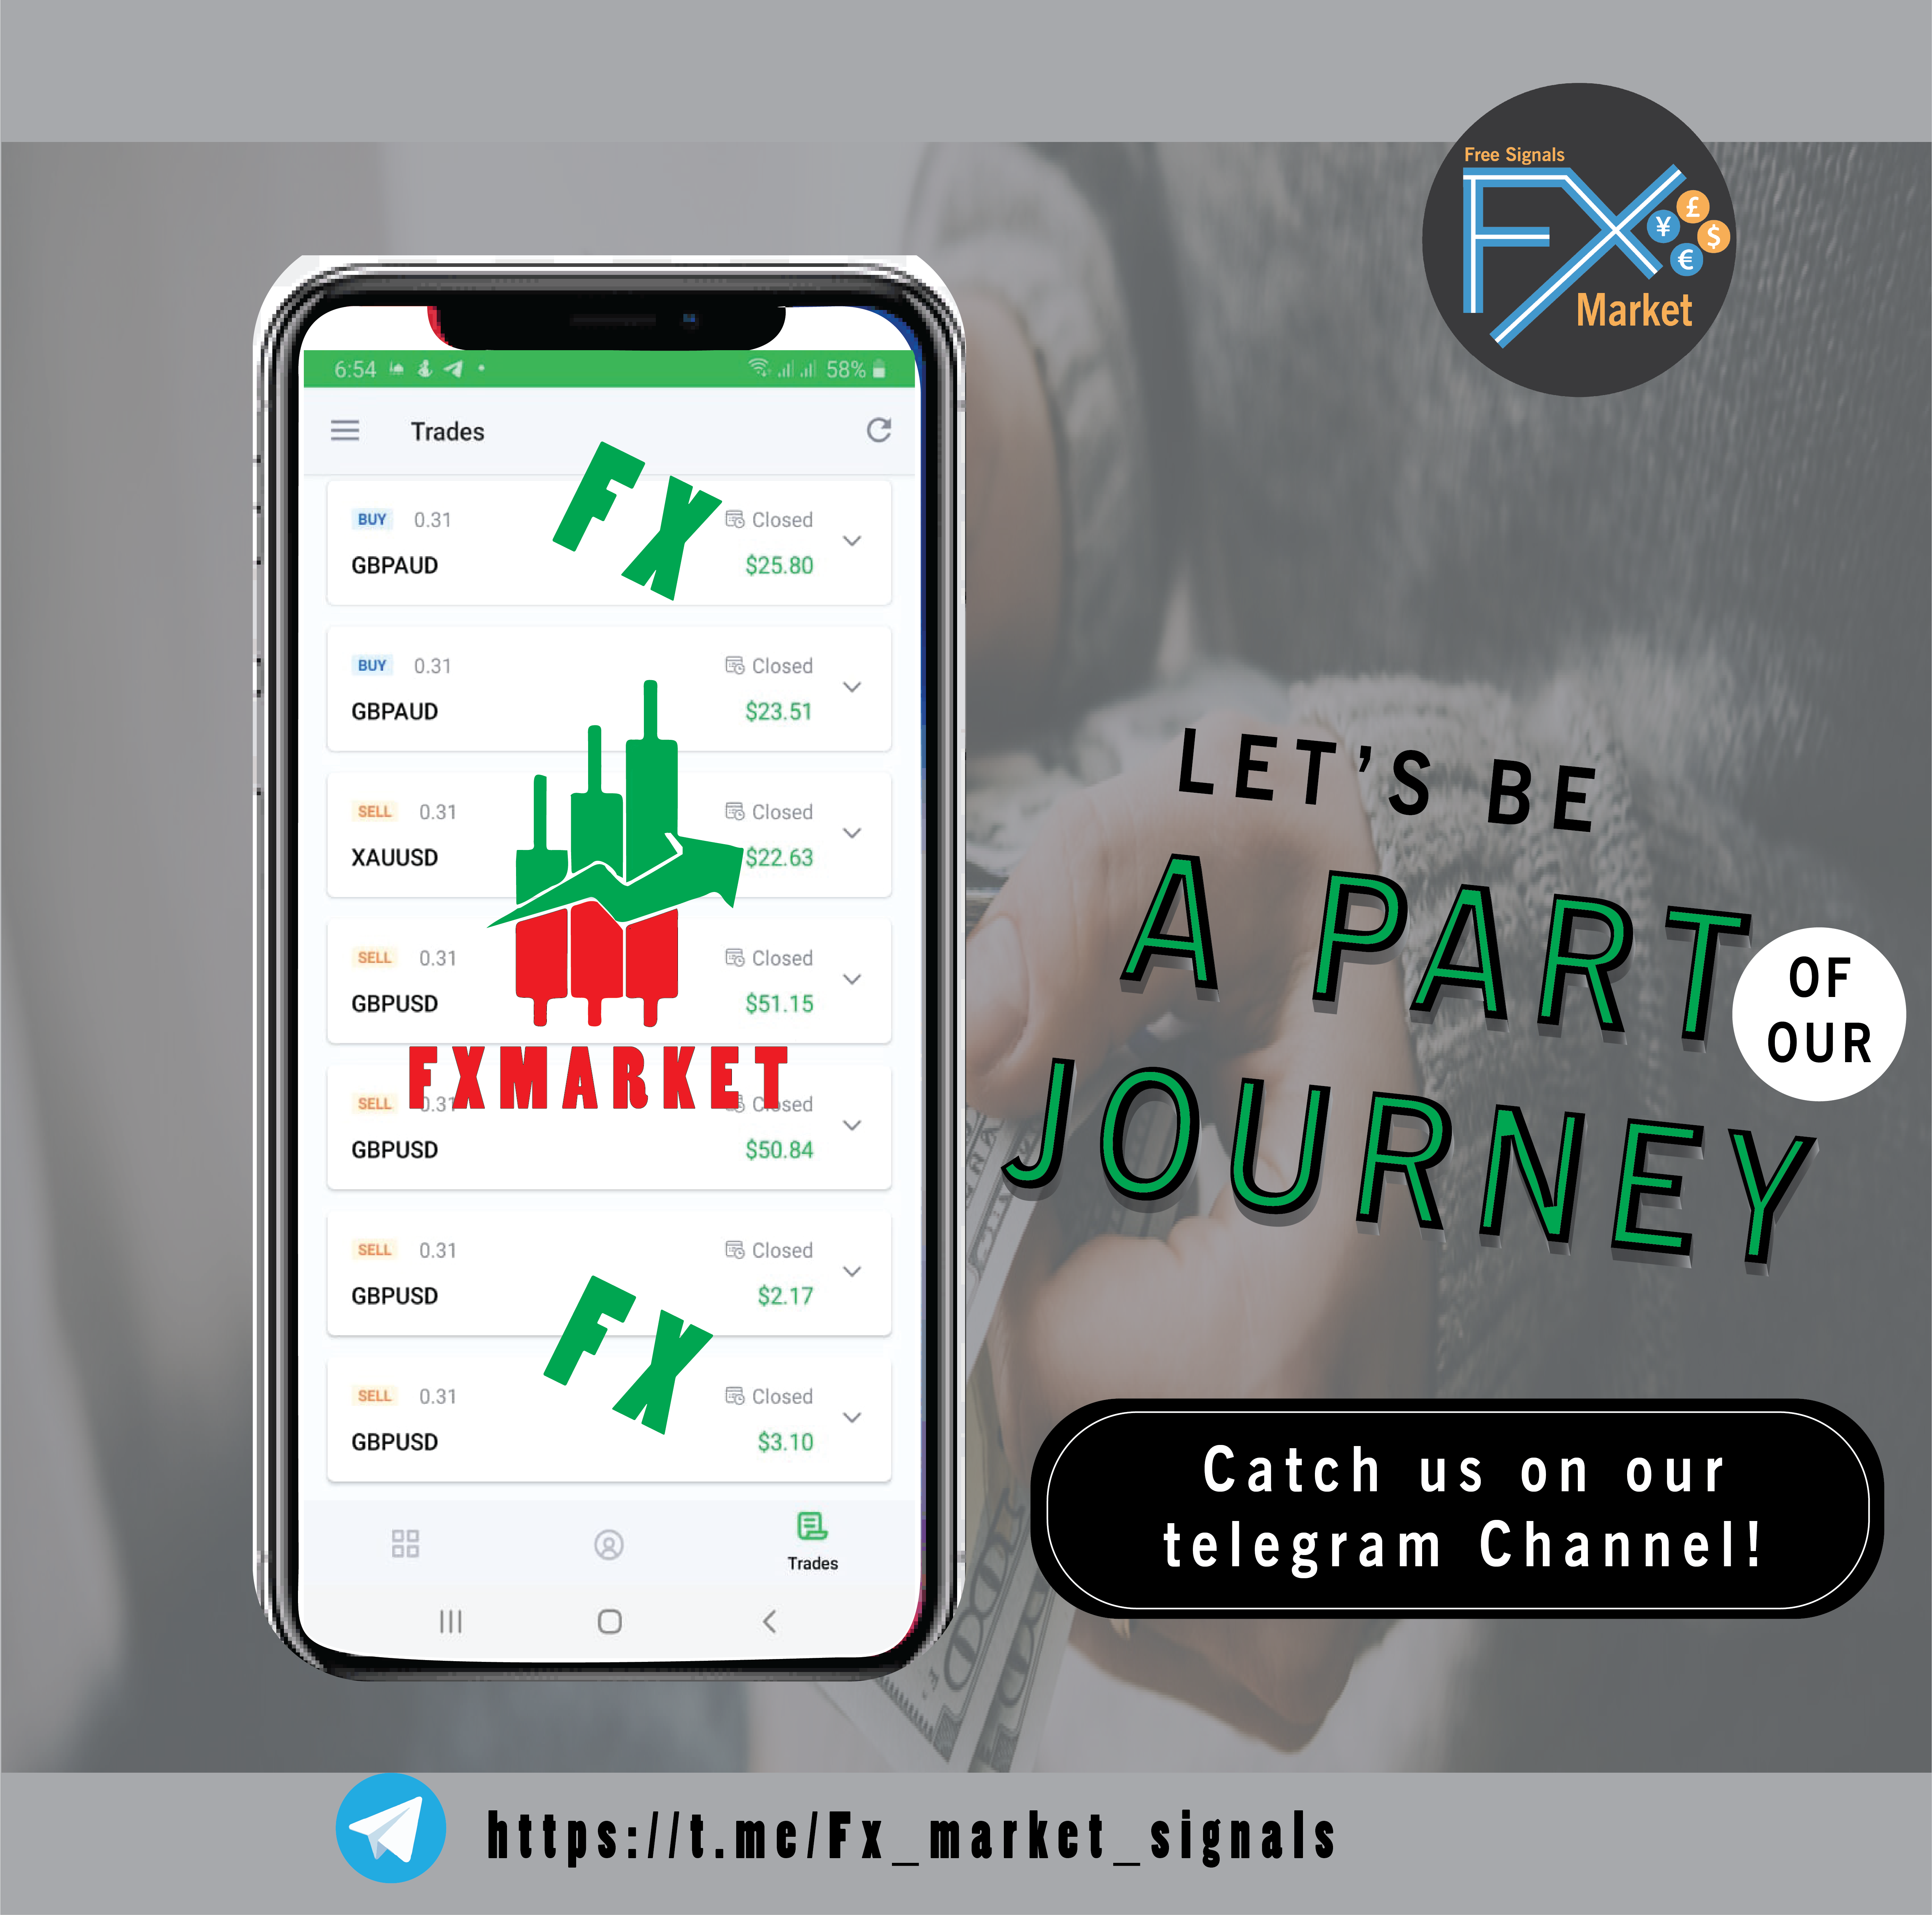 Free Signals
FX
¥ £ $ €
Market
6:54 58%
Trades
BUY 0.31 Closed
GBPAUD $25.80
FX
BUY 0.31 Closed
GBPAUD $23.51
SELL 0.31 Closed
XAUUSD $22.63
SELL 0.31 Closed
GBPUSD $51.15
FXMARKET
SELL 0.31 Closed
GBPUSD $50.84
SELL 0.31 Closed
GBPUSD $2.17
FX
SELL 0.31 Closed
GBPUSD $3.10
Trades
LET'S BE
A PART
OF
OUR
JOURNEY
Catch us on our
telegram Channel!
https://t.me/Fx_market_signals